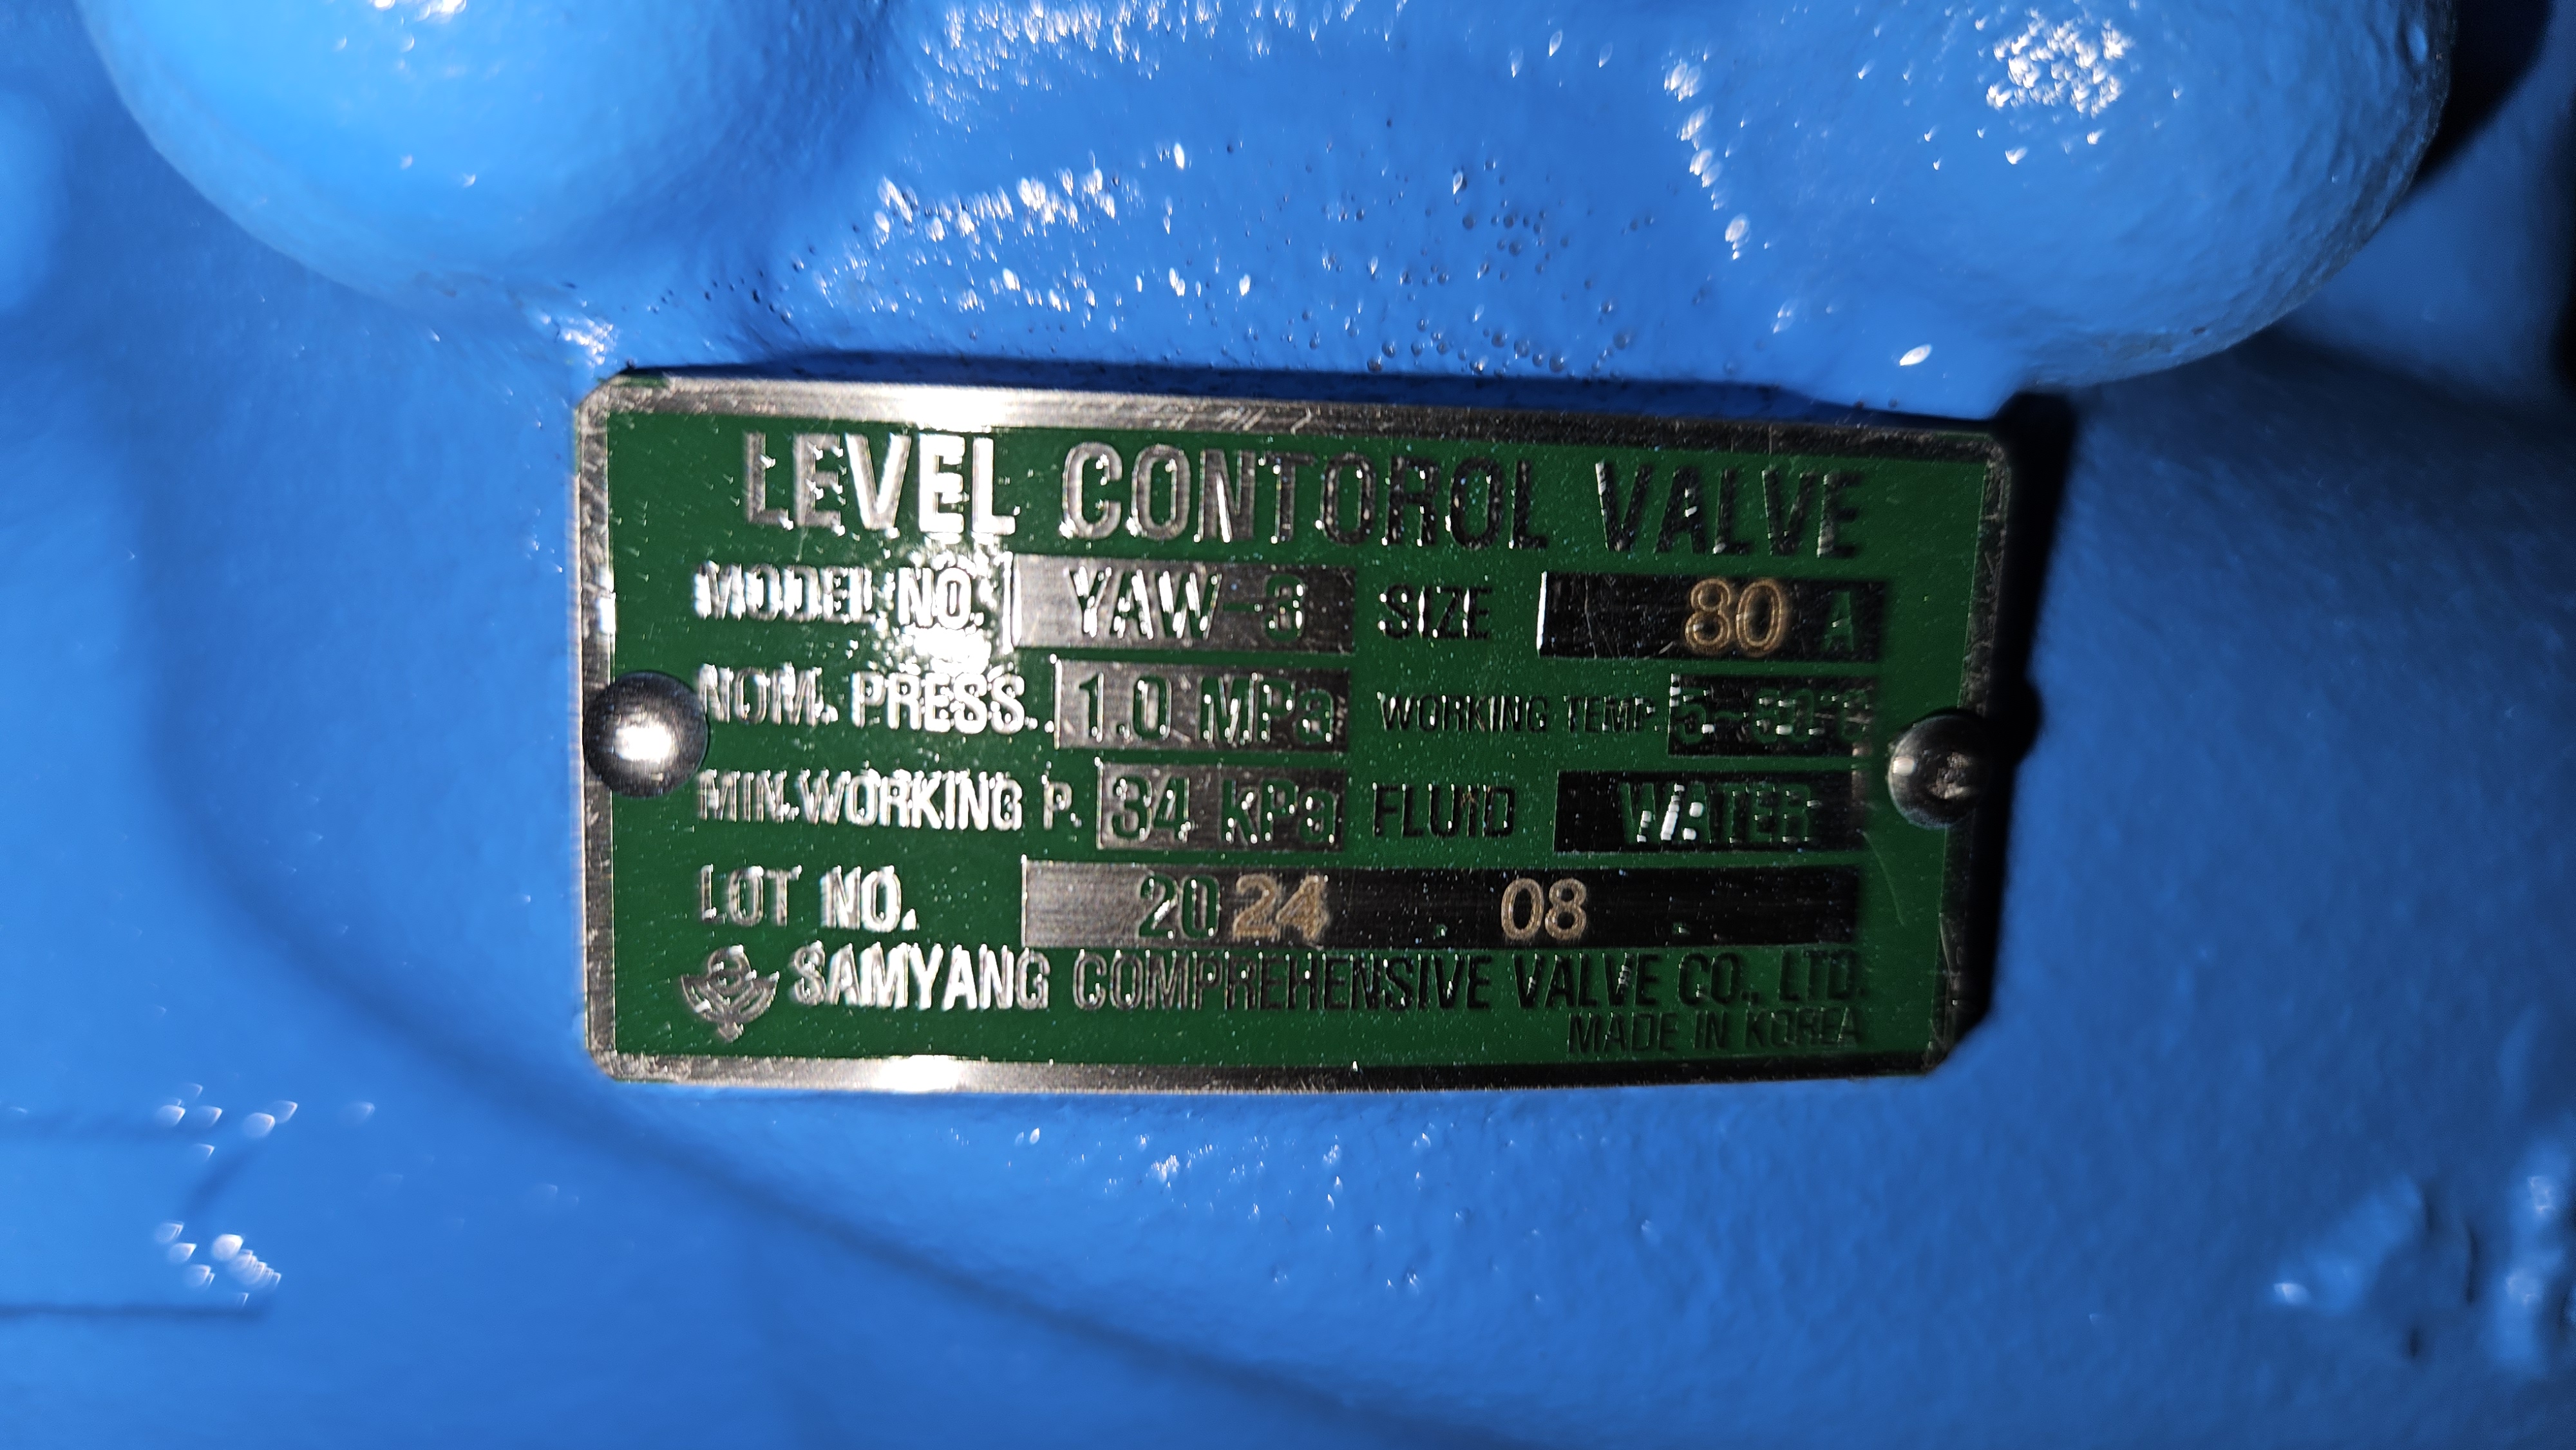 LEVEL CONTOROL VALVE
MODEL NO. YAW-3 SIZE 80 A
NOM. PRESS. 1.0 MPa WORKING TEMP.
MIN.WORKING P. 34 kPa FLUID WATER
LOT NO. 2024 . 08 .
SAMYANG COMPREHENSIVE VALVE CO., LTD.
MADE IN KOREA